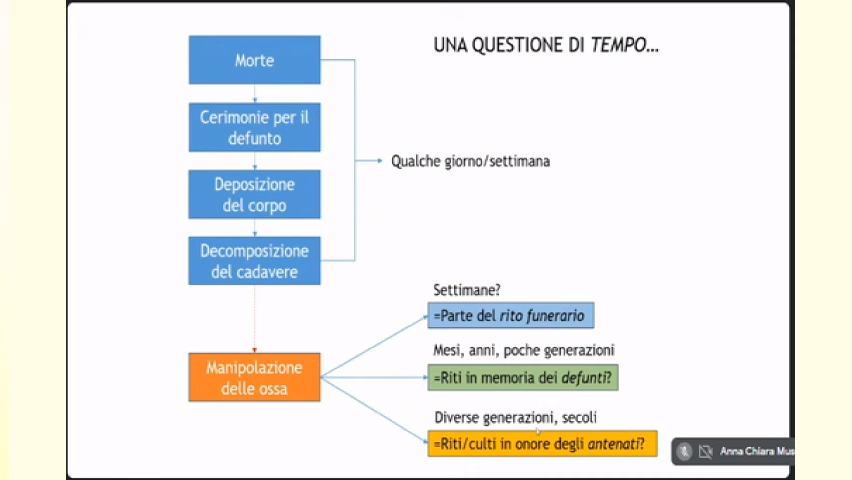 UNA QUESTIONE DI TEMPO...
Morte
Cerimonie per il
defunto
Deposizione
del corpo
Decomposizione
del cadavere
Qualche giorno/settimana
Manipolazione
delle ossa
Settimane?
=Parte del rito funerario
Mesi, anni, poche generazioni
=Riti in memoria dei defunti?
Diverse generazioni, secoli
=Riti/culti in onore degli antenati?
Anna Chiara Mus